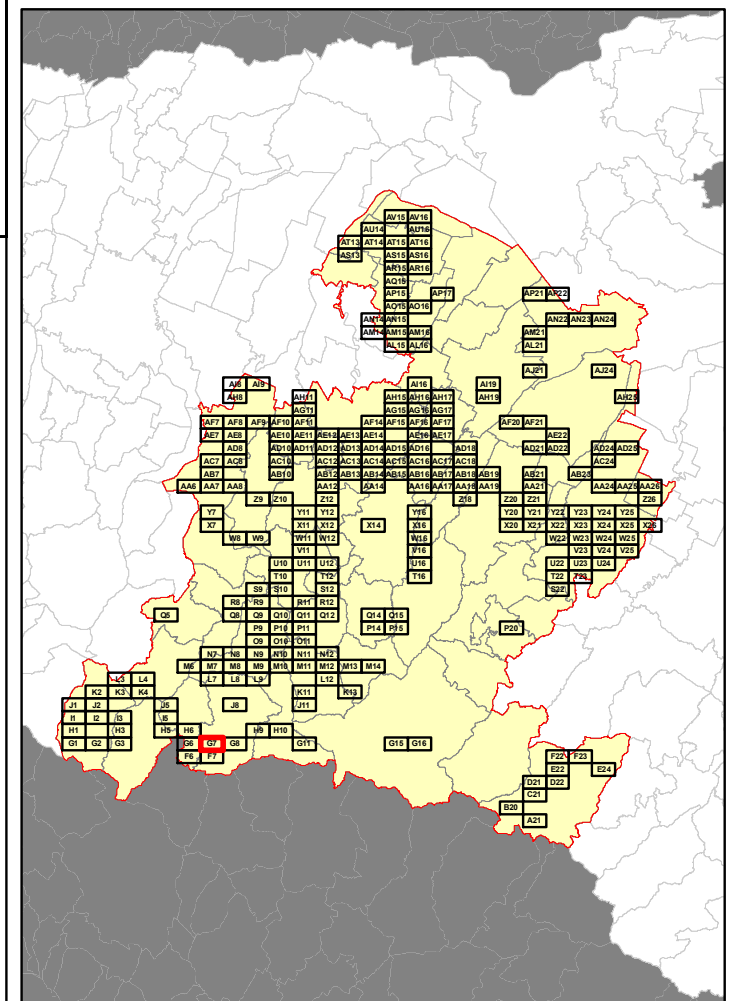 AV15 AV16
AU14 AU16
AT13 AT14 AT15 AT16
AS13 AS15 AS16
AR15 AR16
AQ15
AP15 AP17 AP21 AP22
AO15 AO16
AN14 AN15 AN22 AN23 AN24
AM14 AM15 AM16 AM21
AL15 AL16 AL21
AJ21 AJ24
AI8 AI9 AI16 AI19
AH8 AH11 AH15 AH16 AH17 AH19 AH25
AG11 AG15 AG16 AG17
AF7 AF8 AF9 AF10 AF11 AF14 AF15 AF16 AF17 AF20 AF21
AE7 AE8 AE10 AE11 AE12 AE13 AE14 AE16 AE17 AE22
AD8 AD10 AD11 AD12 AD13 AD14 AD15 AD16 AD18 AD21 AD22 AD24 AD25
AC7 AC8 AC10 AC12 AC13 AC14 AC15 AC16 AC17 AC18 AC24
AB7 AB10 AB12 AB13 AB15 AB16 AB17 AB18 AB19 AB21 AB23
AA6 AA7 AA8 AA12 AA14 AA16 AA17 AA18 AA19 AA21 AA24 AA25 AA26
Z9 Z10 Z12 Z18 Z20 Z21 Z26
Y7 Y11 Y12 Y16 Y20 Y21 Y22 Y23 Y24 Y25
X7 X11 X12 X14 X16 X20 X21 X22 X23 X24 X25 X26
W8 W9 W11 W12 W16 W22 W23 W24 W25
V11 V16 V23 V24 V25
U10 U11 U12 U16 U22 U23 U24
T10 T12 T16 T22 T23
S9 S10 S12 S22
R8 R9 R11 R12
Q5 Q8 Q9 Q10 Q11 Q12 Q14 Q15
P9 P10 P11 P14 P15 P20
O9 O10 O11
N7 N8 N9 N10 N11 N12
M6 M7 M8 M9 M10 M11 M12 M13 M14
L3 L4 L7 L8 L9 L12
K2 K3 K4 K11 K13
J1 J2 J5 J8 J11
I1 I2 I3 I5
H1 H3 H5 H6 H9 H10
G1 G2 G3 G6 G7 G8 G11 G15 G16
F6 F7 F22 F23
E22 E24
D21 D22
C21
B20
A21